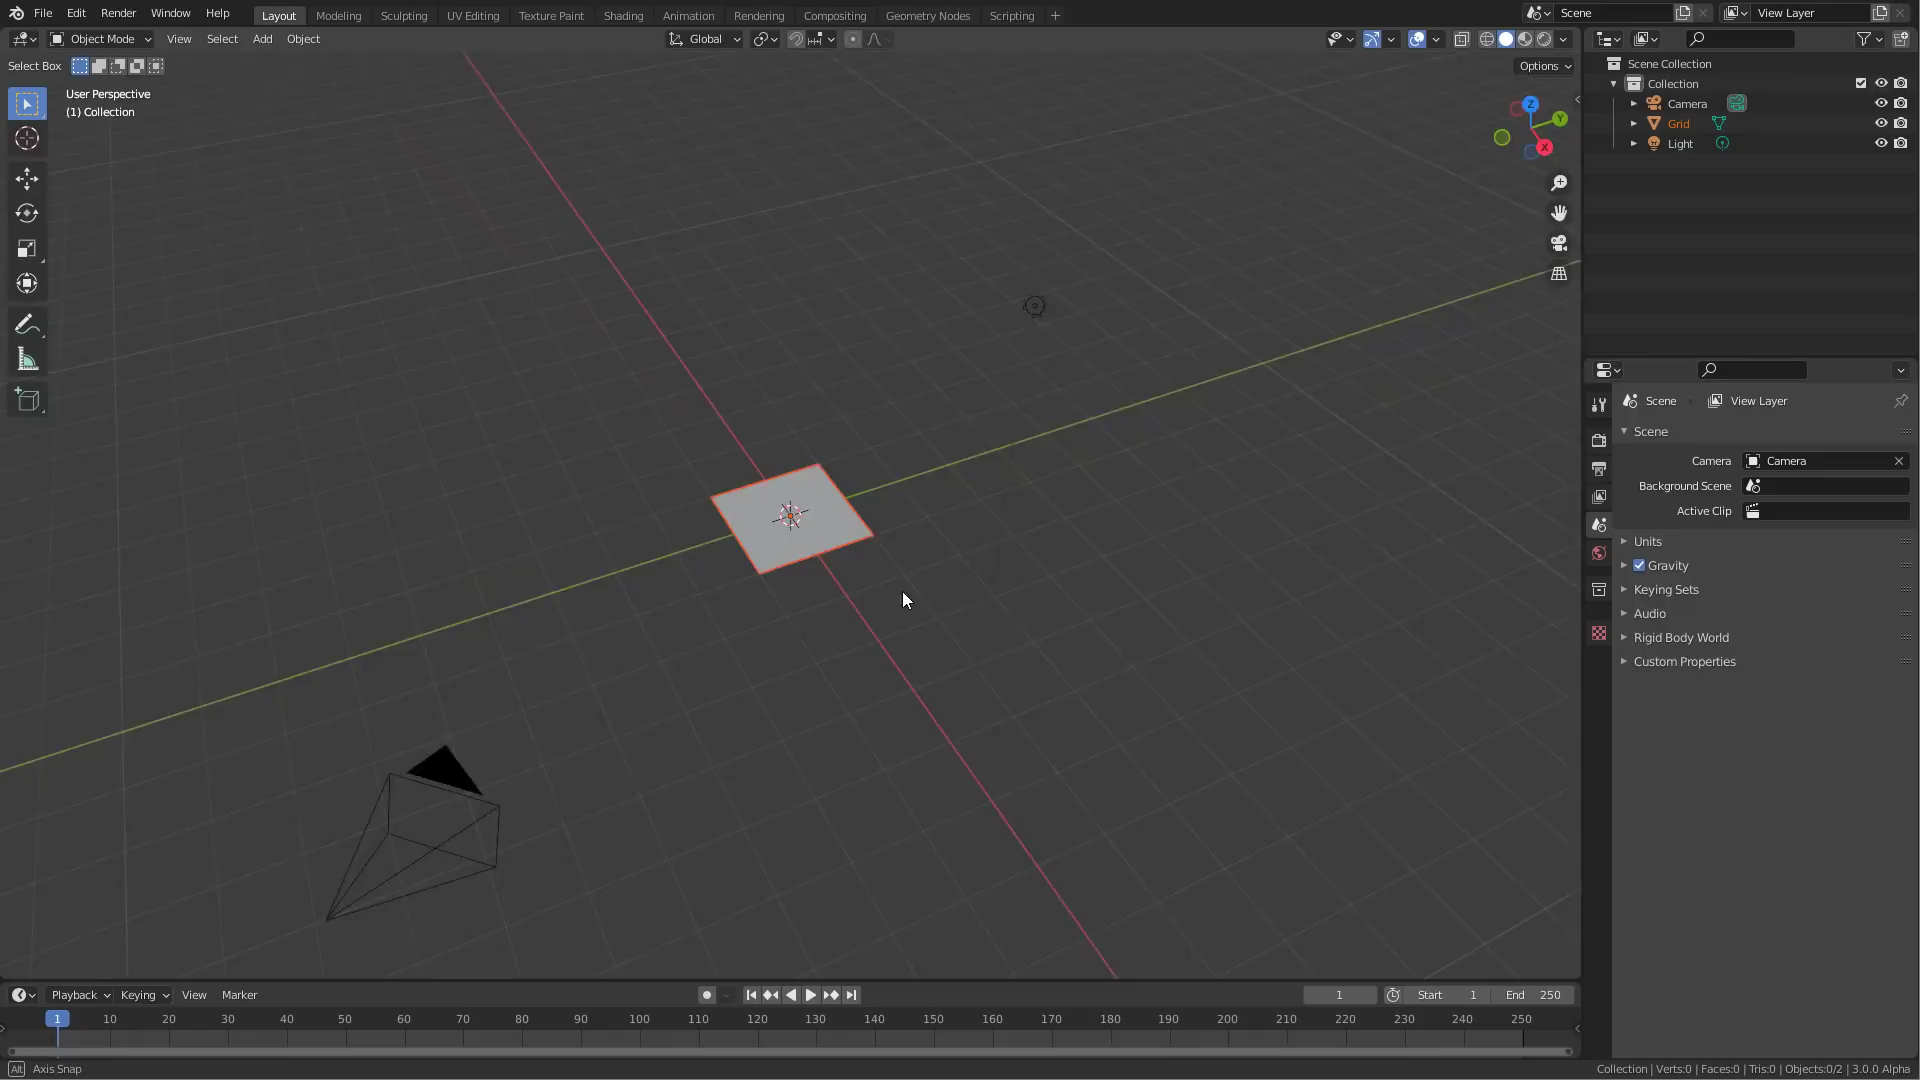 File Edit Render Window Help Layout Modeling Sculpting UV Editing Texture Paint Shading Animation Rendering Compositing Geometry Nodes Scripting + Scene View Layer
Object Mode View Select Add Object Global
Select Box Options
User Perspective
(1) Collection
Z
Y
X
Scene Collection
Collection
Camera
Grid
Light
Scene View Layer
Scene
Camera Camera
Background Scene
Active Clip
Units
Gravity
Keying Sets
Audio
Rigid Body World
Custom Properties
Playback Keying View Marker 1 Start 1 End 250
1 10 20 30 40 50 60 70 80 90 100 110 120 130 140 150 160 170 180 190 200 210 220 230 240 250
Alt Axis Snap Collection | Verts:0 | Faces:0 | Tris:0 | Objects:0/2 | 3.0.0 Alpha